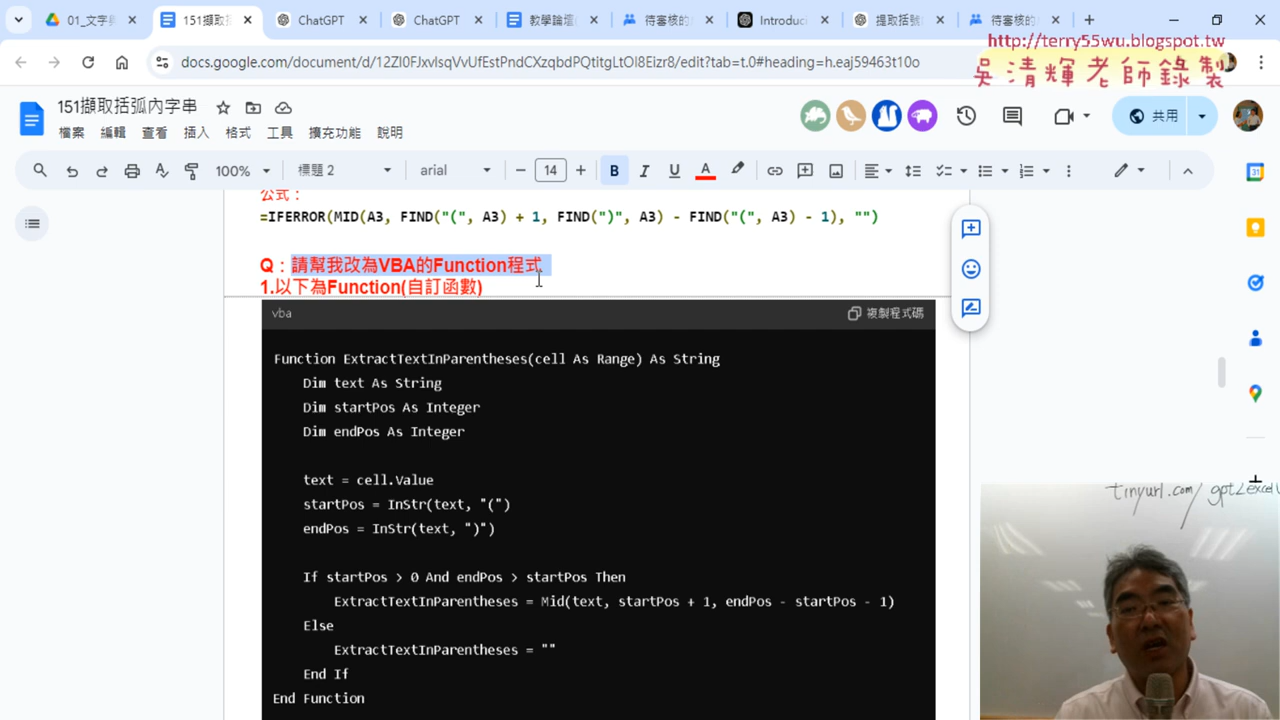 01_文字
151擷取括
ChatGPT
ChatGPT
教學論壇
待審核的
Introduc
提取括號
待審核的
http://terry55wu.blogspot.tw
docs.google.com/document/d/12ZI0FJxvIsqVvUfEstPndCXzqbdPQtitgLtOl8Eizr8/edit?tab=t.0#heading=h.eaj59463t10o
吳清輝老師錄製
151擷取括弧內字串
檔案 編輯 查看 插入 格式 工具 擴充功能 說明
共用
100% 標題 2 arial 14 B I U A
公式：
=IFERROR(MID(A3, FIND("(", A3) + 1, FIND(")", A3) - FIND("(", A3) - 1), "")
Q：請幫我改為VBA的Function程式
1.以下為Function(自訂函數)
vba
複製程式碼
Function ExtractTextInParentheses(cell As Range) As String
Dim text As String
Dim startPos As Integer
Dim endPos As Integer
text = cell.Value
startPos = InStr(text, "(")
endPos = InStr(text, ")")
If startPos > 0 And endPos > startPos Then
ExtractTextInParentheses = Mid(text, startPos + 1, endPos - startPos - 1)
Else
ExtractTextInParentheses = ""
End If
End Function
tinyurl.com/gpt2excel